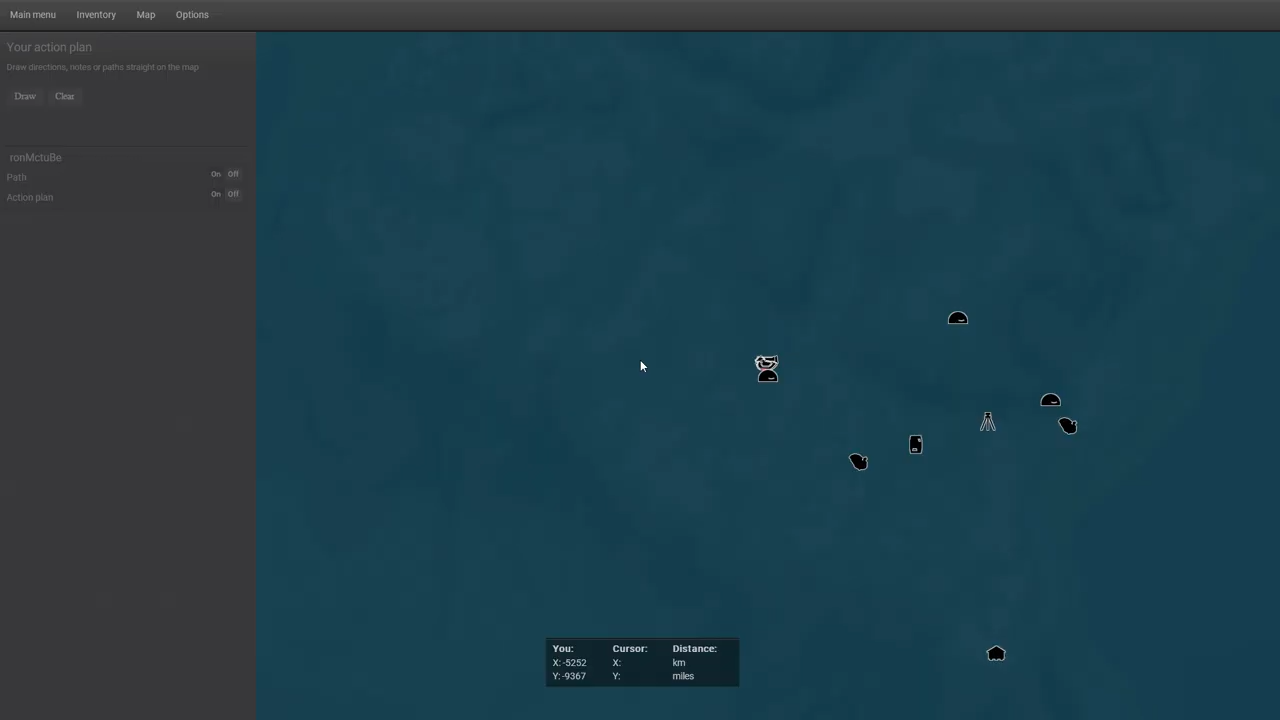 Main menu Inventory Map Options
Your action plan
Draw directions, notes or paths straight on the map
Draw Clear
ronMctuBe
Path On Off
Action plan On Off
You: Cursor: Distance:
X: -5252 X: km
Y: -9367 Y: miles